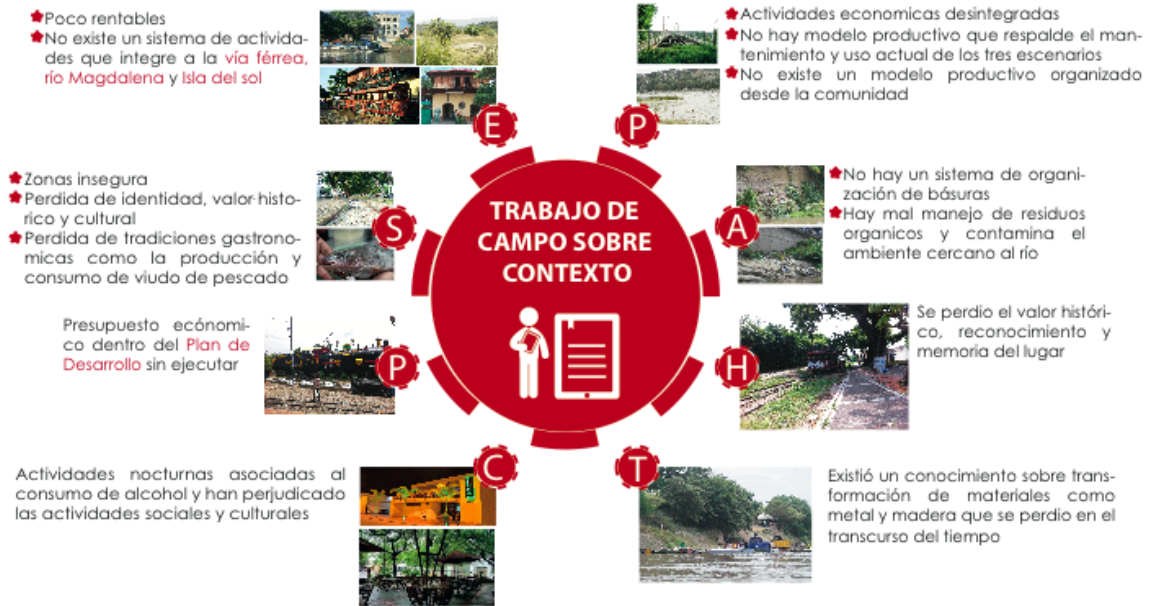 Poco rentables
No existe un sistema de activida-
des que integre a la vía férrea,
río Magdalena y Isla del sol
E
P
Actividades economicas desintegradas
No hay modelo productivo que respalde el man-
tenimiento y uso actual de los tres escenarios
No existe un modelo productivo organizado
desde la comunidad
Zonas insegura
Perdida de identidad, valor histo-
rico y cultural
Perdida de tradiciones gastrono-
micas como la producción y
consumo de viudo de pescado
S
TRABAJO DE
CAMPO SOBRE
CONTEXTO
A
No hay un sistema de organi-
zación de básuras
Hay mal manejo de residuos
organicos y contamina el
ambiente cercano al río
Presupuesto ecónomi-
co dentro del Plan de
Desarrollo sin ejecutar
P
H
Se perdio el valor históri-
co, reconocimiento y
memoria del lugar
Actividades nocturnas asociadas al
consumo de alcohol y han perjudicado
las actividades sociales y culturales
C
T
Existió un conocimiento sobre trans-
formación de materiales como
metal y madera que se perdio en el
transcurso del tiempo